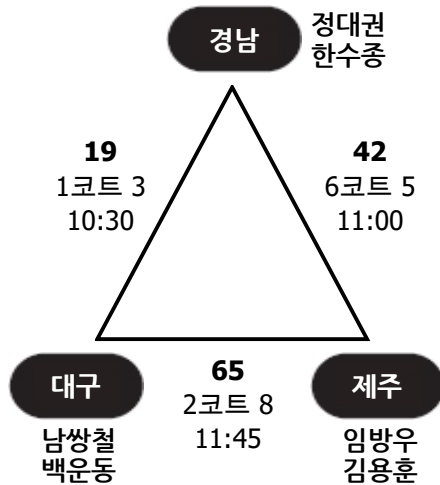 경남
정대권
한수종
19
1코트 3
10:30
42
6코트 5
11:00
대구
남쌍철
백운동
65
2코트 8
11:45
제주
임방우
김용훈